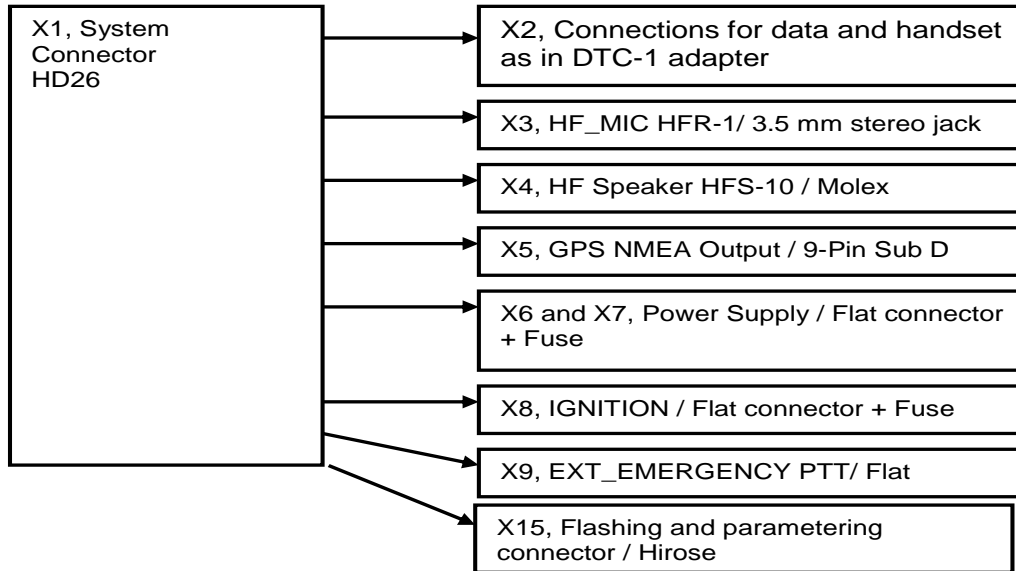 X1, System
Connector
HD26
X2, Connections for data and handset
as in DTC-1 adapter
X3, HF_MIC HFR-1/ 3.5 mm stereo jack
X4, HF Speaker HFS-10 / Molex
X5, GPS NMEA Output / 9-Pin Sub D
X6 and X7, Power Supply / Flat connector
+ Fuse
X8, IGNITION / Flat connector + Fuse
X9, EXT_EMERGENCY PTT/ Flat
X15, Flashing and parametering
connector / Hirose